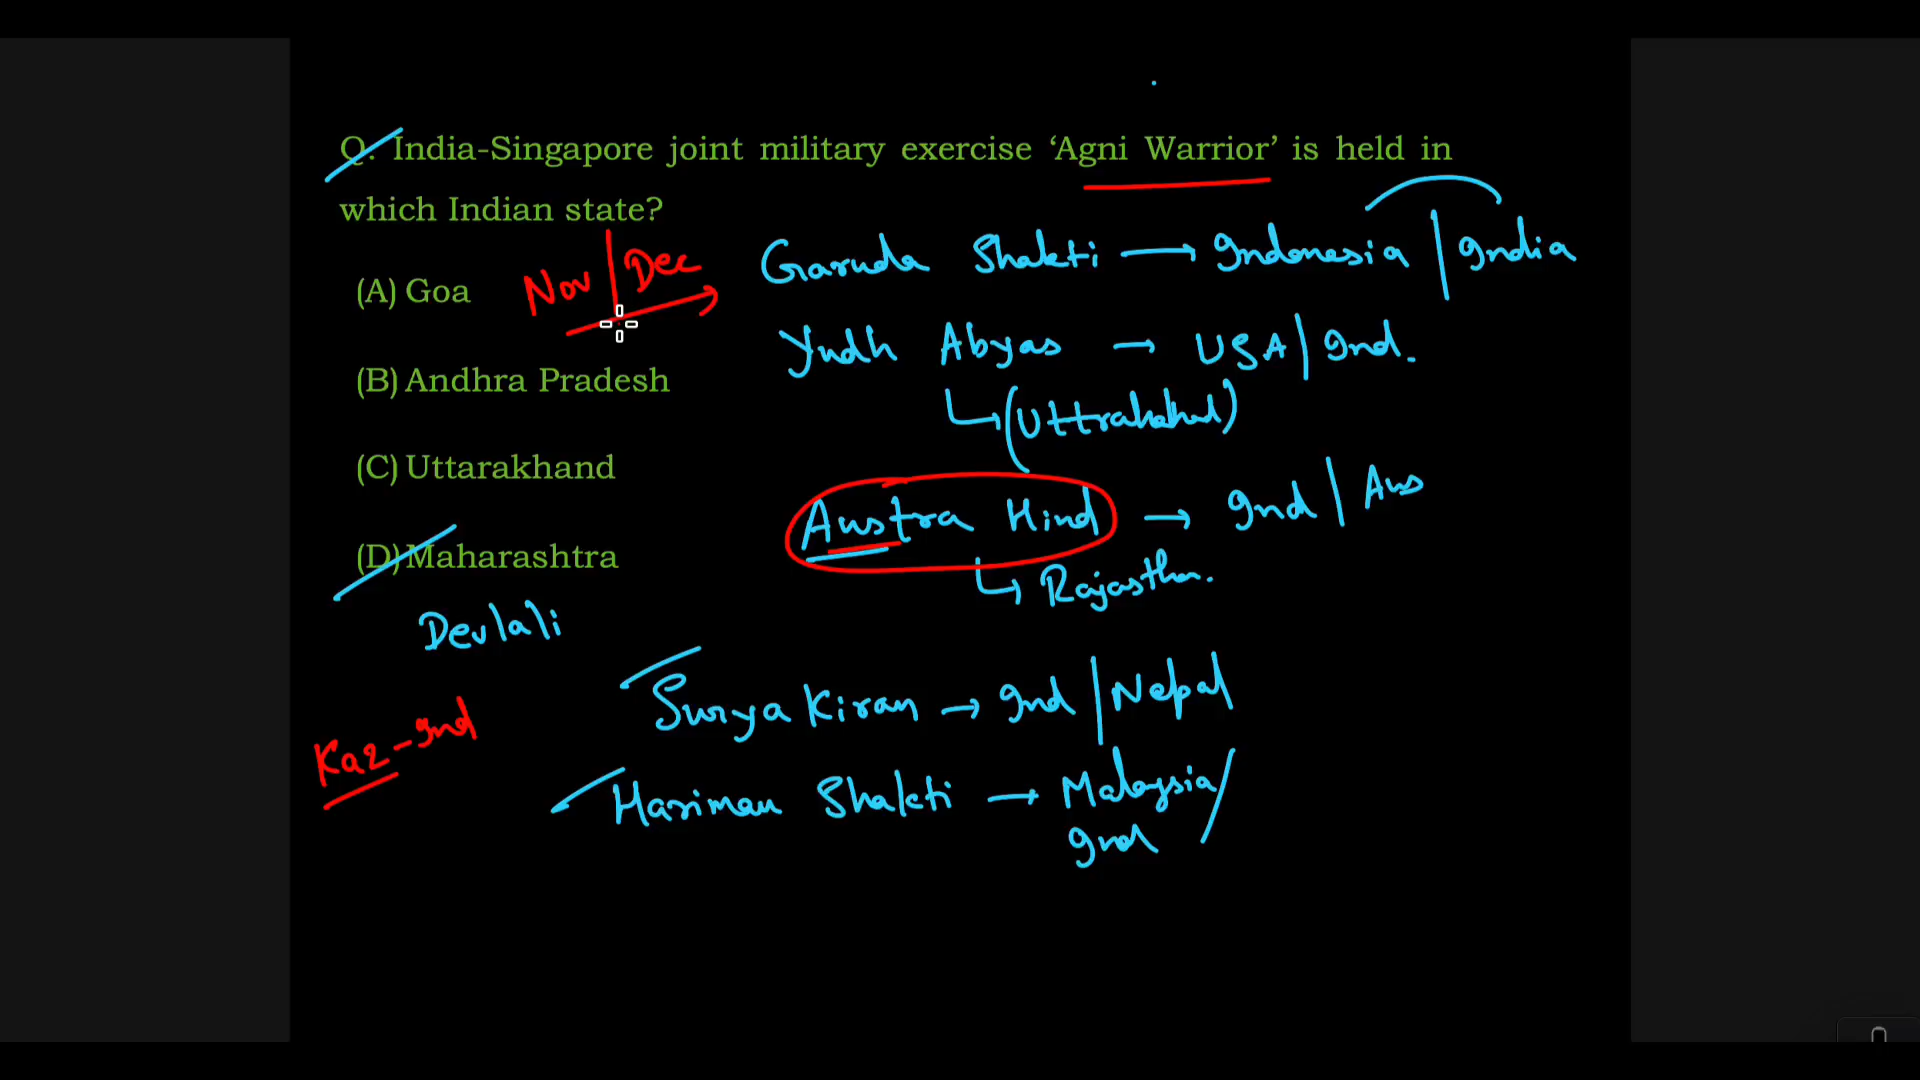 Q. India-Singapore joint military exercise ‘Agni Warrior’ is held in
which Indian state?
(A) Goa
Nov | Dec
(B) Andhra Pradesh
(C) Uttarakhand
(D) Maharashtra
Devlali
Garuda Shakti → Indonesia | India
Yudh Abyas → USA | Ind.
Austra Hind → Ind | Aus
Surya Kiran → Ind | Nepal
Kaz-Ind
Hariman Shakti → Malaysia/
Ind